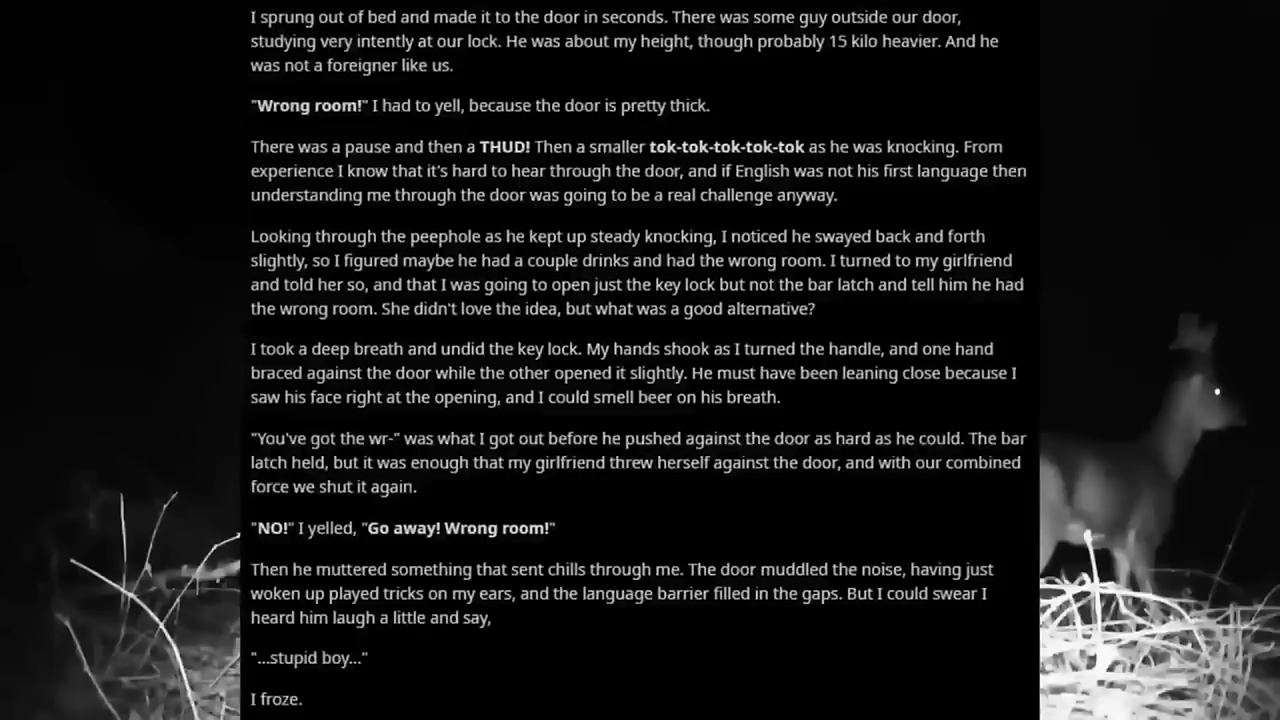 I sprung out of bed and made it to the door in seconds. There was some guy outside our door,
studying very intently at our lock. He was about my height, though probably 15 kilo heavier. And he
was not a foreigner like us.
"Wrong room!" I had to yell, because the door is pretty thick.
There was a pause and then a THUD! Then a smaller tok-tok-tok-tok-tok as he was knocking. From
experience I know that it's hard to hear through the door, and if English was not his first language then
understanding me through the door was going to be a real challenge anyway.
Looking through the peephole as he kept up steady knocking, I noticed he swayed back and forth
slightly, so I figured maybe he had a couple drinks and had the wrong room. I turned to my girlfriend
and told her so, and that I was going to open just the key lock but not the bar latch and tell him he had
the wrong room. She didn't love the idea, but what was a good alternative?
I took a deep breath and undid the key lock. My hands shook as I turned the handle, and one hand
braced against the door while the other opened it slightly. He must have been leaning close because I
saw his face right at the opening, and I could smell beer on his breath.
"You've got the wr-" was what I got out before he pushed against the door as hard as he could. The bar
latch held, but it was enough that my girlfriend threw herself against the door, and with our combined
force we shut it again.
"NO!" I yelled, "Go away! Wrong room!"
Then he muttered something that sent chills through me. The door muddled the noise, having just
woken up played tricks on my ears, and the language barrier filled in the gaps. But I could swear I
heard him laugh a little and say,
"...stupid boy..."
I froze.